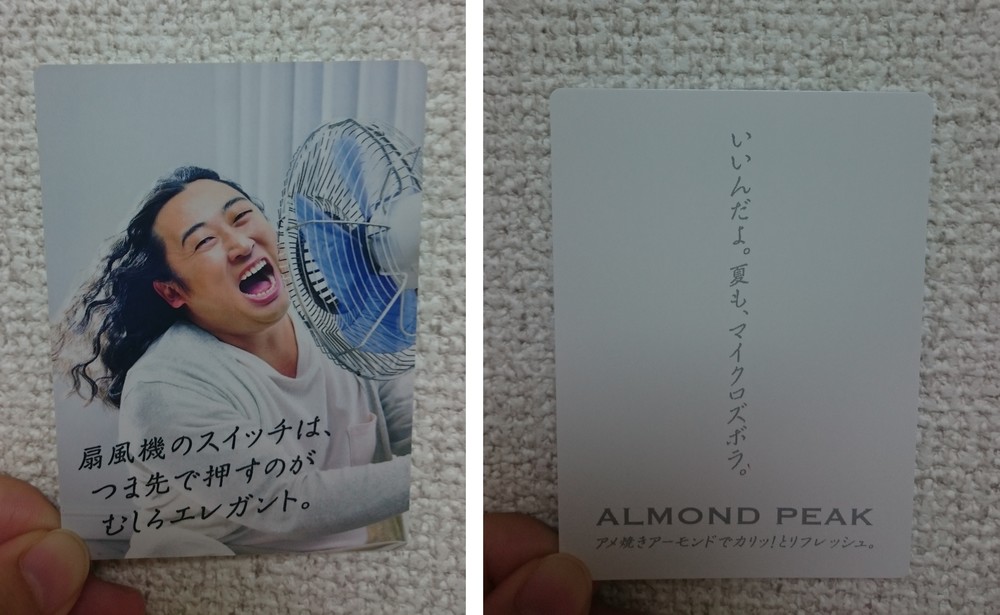 扇風機のスイッチは、
つま先で押すのが
むしろエレガント。
いいんだよ。夏も、マイクロズボラ。
ALMOND PEAK
アメ焼きアーモンドでカリッ!とリフレッシュ。